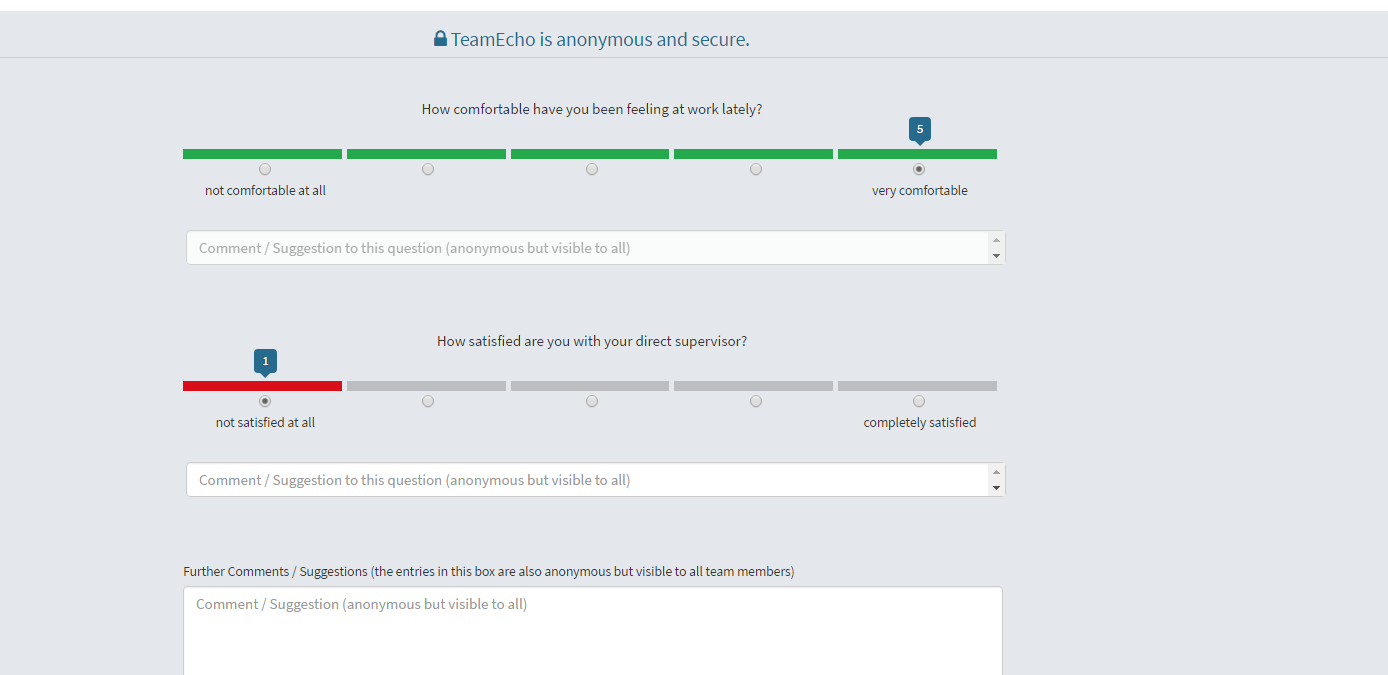 TeamEcho is anonymous and secure.
How comfortable have you been feeling at work lately?
5
not comfortable at all
very comfortable
Comment / Suggestion to this question (anonymous but visible to all)
How satisfied are you with your direct supervisor?
1
not satisfied at all
completely satisfied
Comment / Suggestion to this question (anonymous but visible to all)
Further Comments / Suggestions (the entries in this box are also anonymous but visible to all team members)
Comment / Suggestion (anonymous but visible to all)